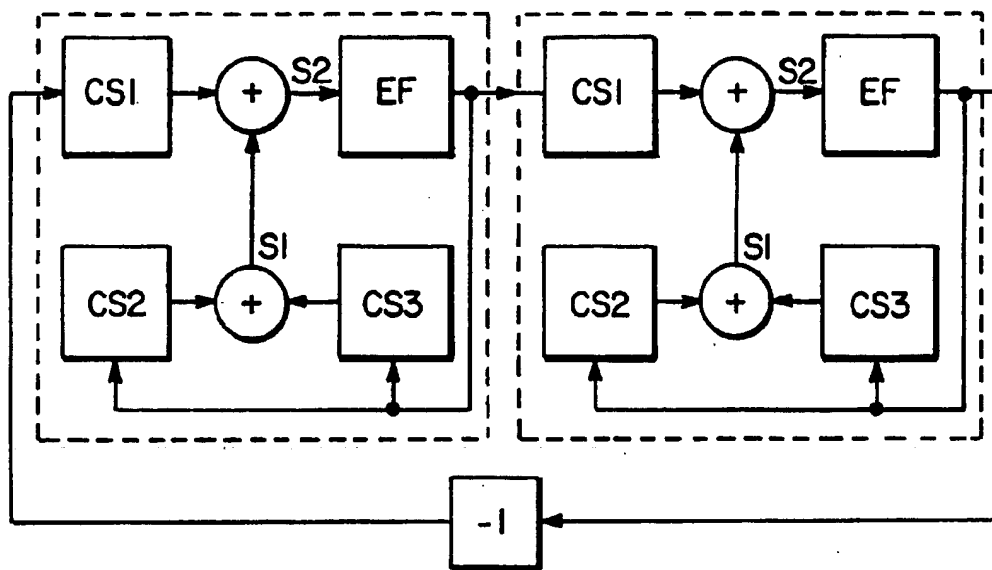 CS1 + S2 EF CS1 + S2 EF
S1 S1
CS2 + CS3 CS2 + CS3
-1